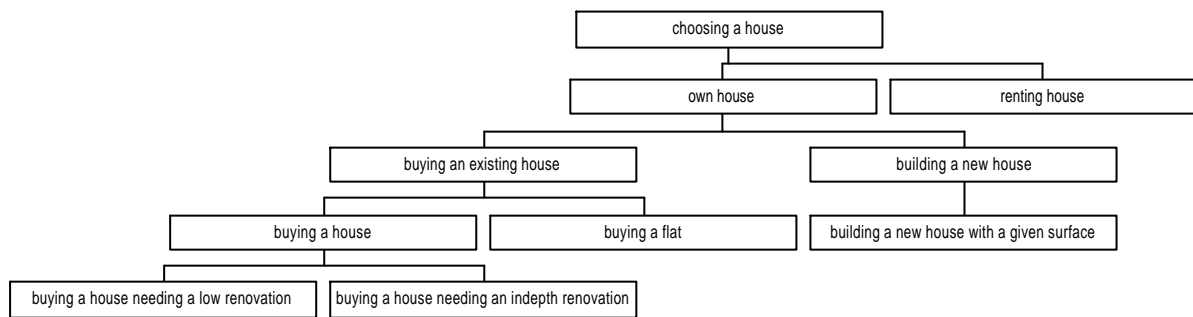 choosing a house
own house
renting house
buying an existing house
building a new house
buying a house
buying a flat
building a new house with a given surface
buying a house needing a low renovation
buying a house needing an indepth renovation